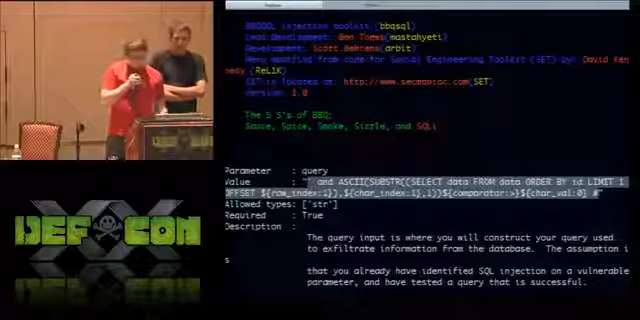 BBQSQL injection toolkit (bbqsql)
Lead Development: Ben Toews(mastahyeti)
Development: Scott Behrens(arbit)
Menu modified from code for Social Engineering Toolkit (SET) by: David Ken
nedy (ReL1K)
SET is located at: http://www.secmaniac.com(SET)
Version: 1.0
The 5 S's of BBQ:
Sauce, Spice, Smoke, Sizzle, and SQLi
Parameter : query
Value : ' and ASCII(SUBSTR((SELECT data FROM data ORDER BY id LIMIT 1
OFFSET ${row_index:1}),${char_index:1},1))${comparator:>}${char_val:0} #
Allowed types: ['str']
Required : True
Description :
The query input is where you will construct your query used
to exfiltrate information from the database. The assumption i
s
that you already have identified SQL injection on a vulnerable
parameter, and have tested a query that is successful.
DEFCON
XX